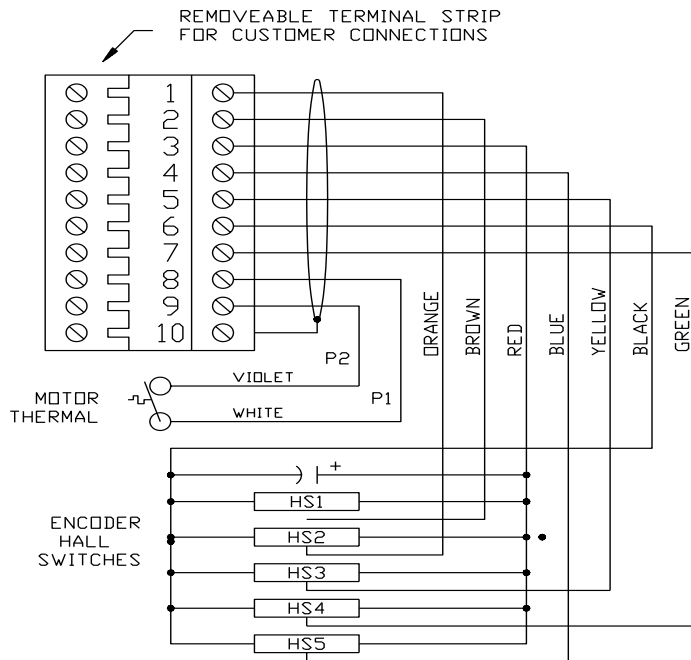 REMOVEABLE TERMINAL STRIP
FOR CUSTOMER CONNECTIONS
1
2
3
4
5
6
7
8
9
10
ORANGE
BROWN
RED
BLUE
YELLOW
BLACK
GREEN
P2
VIOLET
P1
MOTOR
THERMAL
WHITE
+
HS1
ENCODER
HALL
SWITCHES
HS2
HS3
HS4
HS5